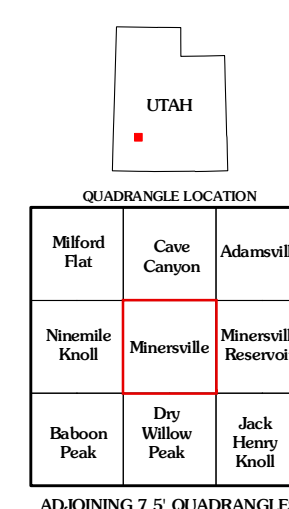 UTAH
QUADRANGLE LOCATION
Milford
Flat
Cave
Canyon
Adamsvill
Ninemile
Knoll
Minersville
Minersvill
Reservoi
Baboon
Peak
Dry
Willow
Peak
Jack
Henry
Knoll
ADJOINING 7.5' QUADRANGLES